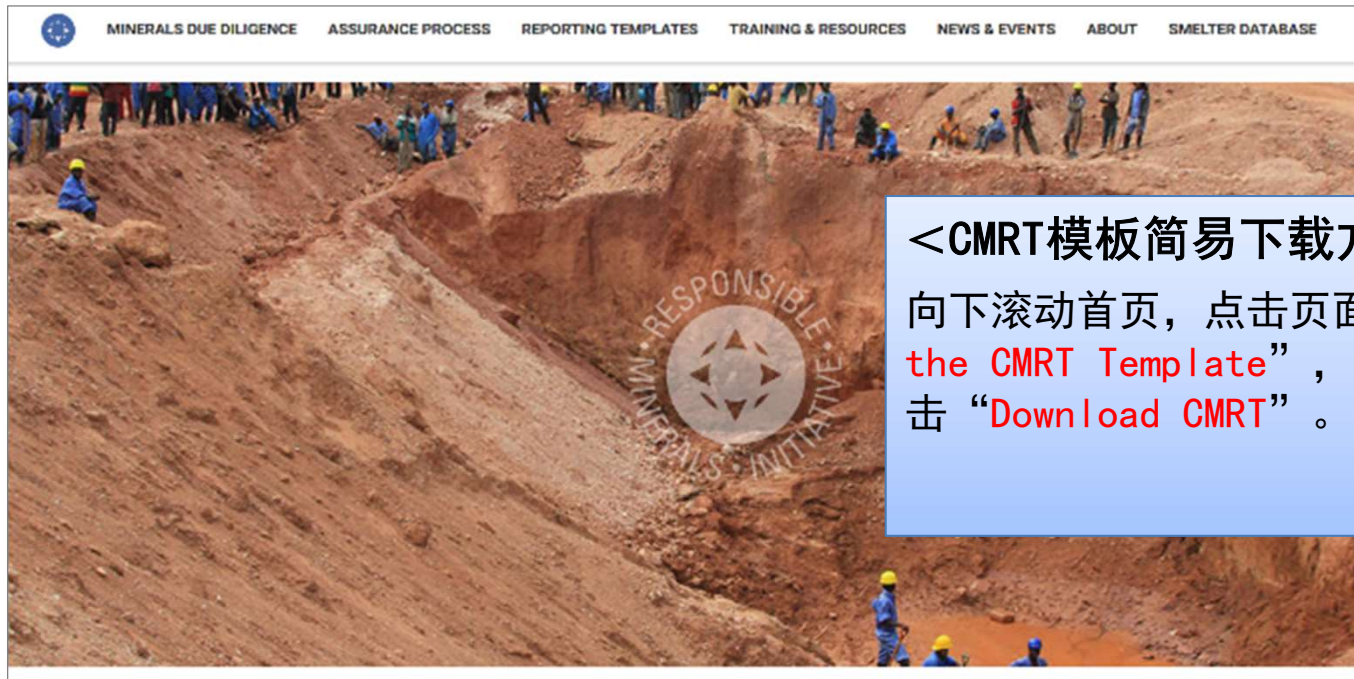 MINERALS DUE DILIGENCE ASSURANCE PROCESS REPORTING TEMPLATES TRAINING & RESOURCES NEWS & EVENTS ABOUT SMELTER DATABASE
RESPONSIBLE • MINERALS • INITIATIVE •
<CMRT模板简易下载方
向下滚动首页，点击页面
the CMRT Template”，
击“Download CMRT”。